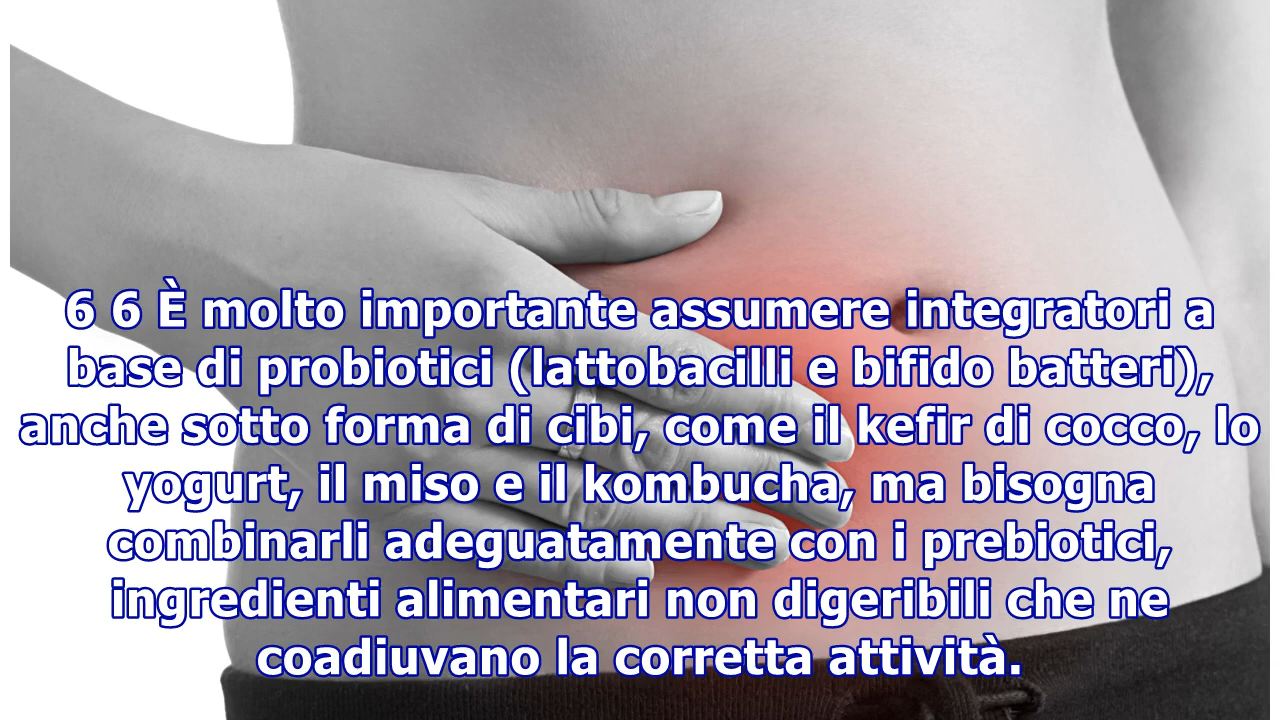 6 6 È molto importante assumere integratori a
base di probiotici (lattobacilli e bifido batteri),
anche sotto forma di cibi, come il kefir di cocco, lo
yogurt, il miso e il kombucha, ma bisogna
combinarli adeguatamente con i prebiotici,
ingredienti alimentari non digeribili che ne
coadiuvano la corretta attività.